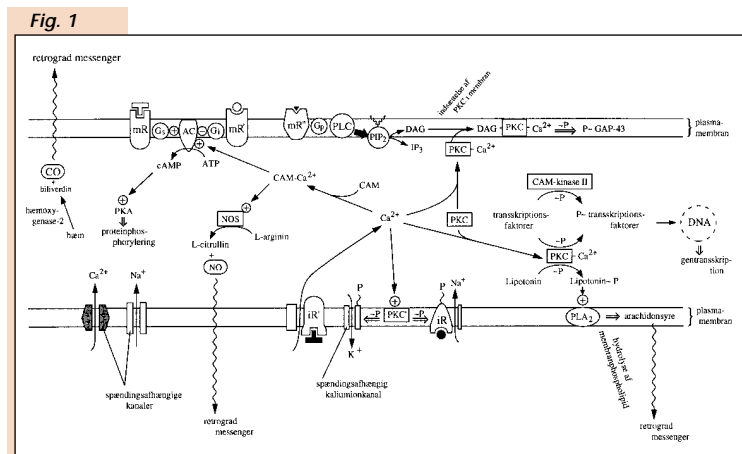 Fig. 1
retrograd messenger
indsættelse af
PKC i membran
mR
Gs
+
AC
−
Gi
mR'
mR"
Gp
PLC
PIP2
DAG
DAG
PKC
Ca2+
~P
P~ GAP-43
plasma-
membran
IP3
PKC
Ca2+
CO
+
biliverdin
hæmoxy-
genase-2
hæm
cAMP
+
ATP
+
PKA
proteinphos-
phorylering
CAM-Ca2+
CAM
+
NOS
L-citrullin
L-arginin
+
NO
Ca2+
PKC
CAM-kinase II
~P
transskriptions-
faktorer
P~ transskriptions-
faktorer
~P
DNA
gentransskrip-
tion
PKC
Ca2+
Lipotonin
~P
Lipotonin~ P
Ca2+
Na+
iR'
P
+
~P
PKC
~P
P
iR
Na+
K+
+
PLA2
arachidonsyre
plasma-
membran
spændingsafhængige
kanaler
spændingsafhængig
kaliumionkanal
hydrolyse af
membranphospholipid
retrograd
messenger
retrograd
messenger